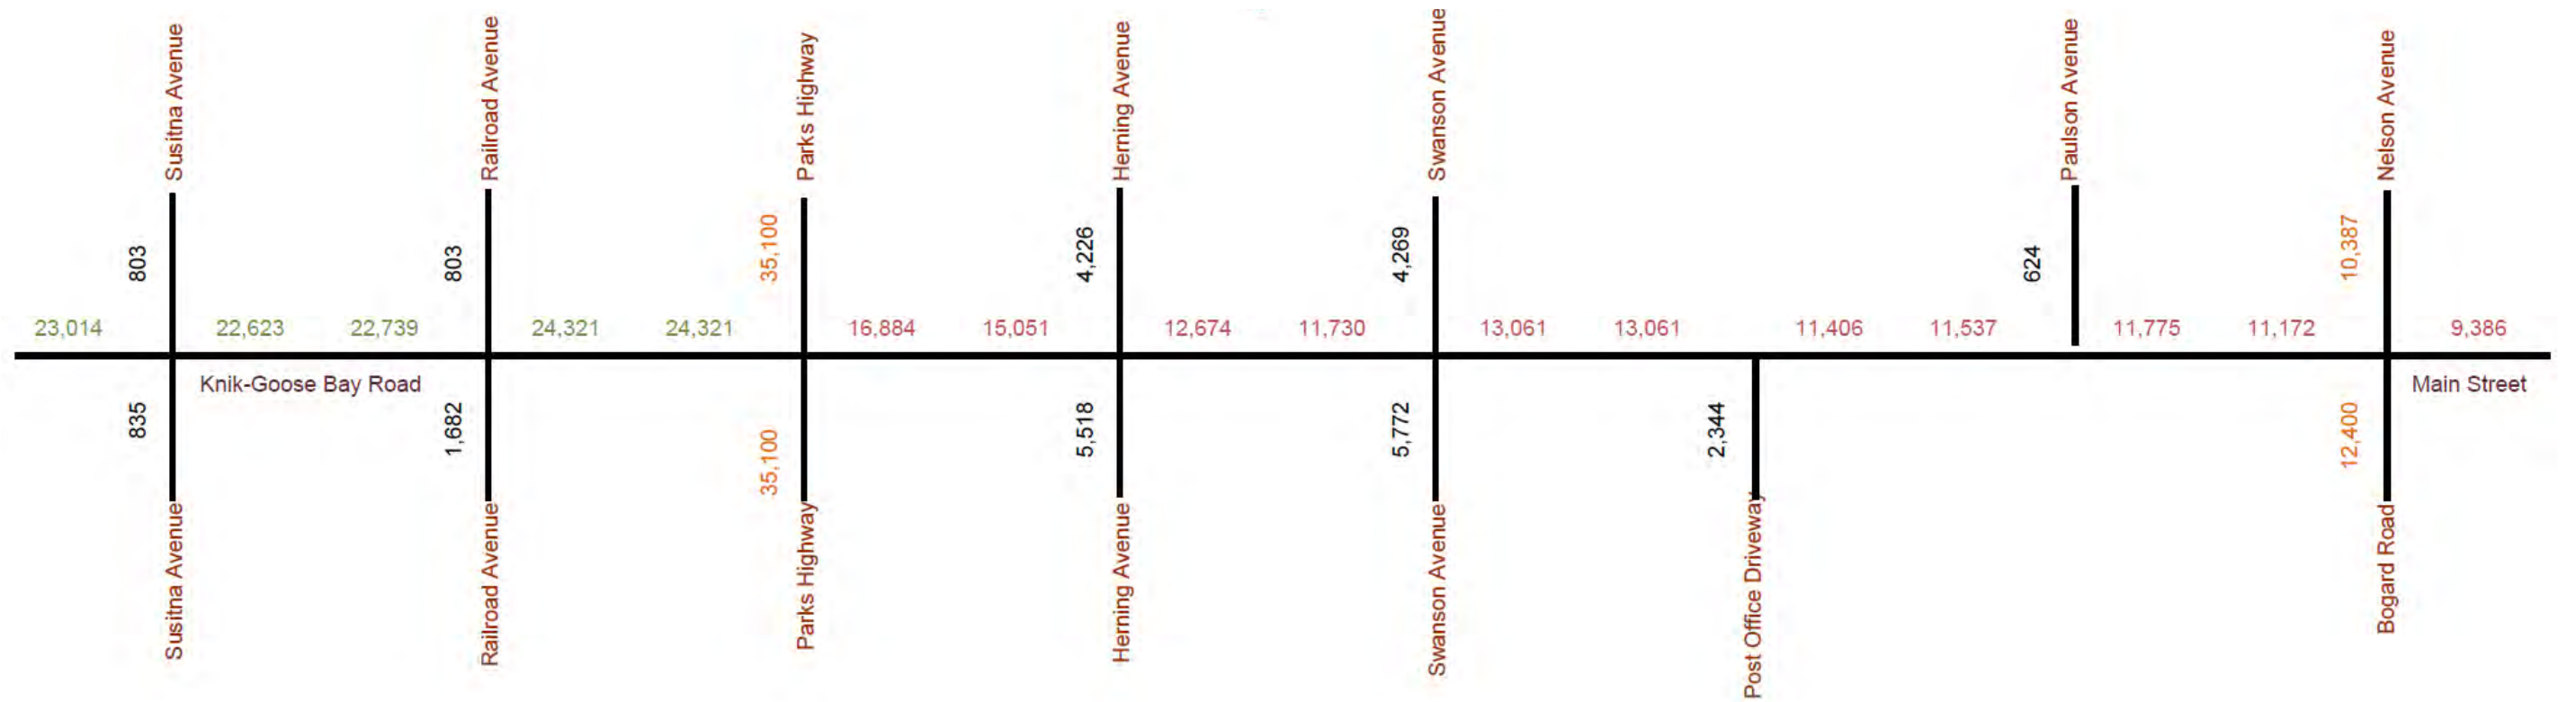 Susitna Avenue
Railroad Avenue
Parks Highway
Herning Avenue
Swanson Avenue
Paulson Avenue
Nelson Avenue
803
803
35,100
4,226
4,269
624
10,387
23,014
22,623
22,739
24,321
24,321
16,884
15,051
12,674
11,730
13,061
13,061
11,406
11,537
11,775
11,172
9,386
Knik-Goose Bay Road
Main Street
835
1,682
35,100
5,518
5,772
2,344
12,400
Susitna Avenue
Railroad Avenue
Parks Highway
Herning Avenue
Swanson Avenue
Post Office Driveway
Bogard Road